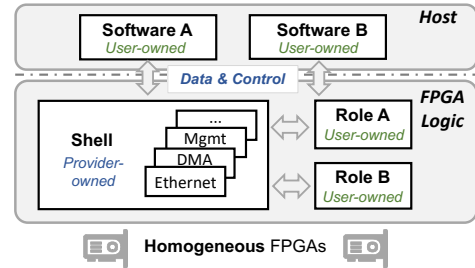 Host
Software A
User-owned
Software B
User-owned
Data & Control
FPGA
Logic
Shell
Provider-
owned
...
Mgmt
DMA
Ethernet
Role A
User-owned
Role B
User-owned
Homogeneous FPGAs